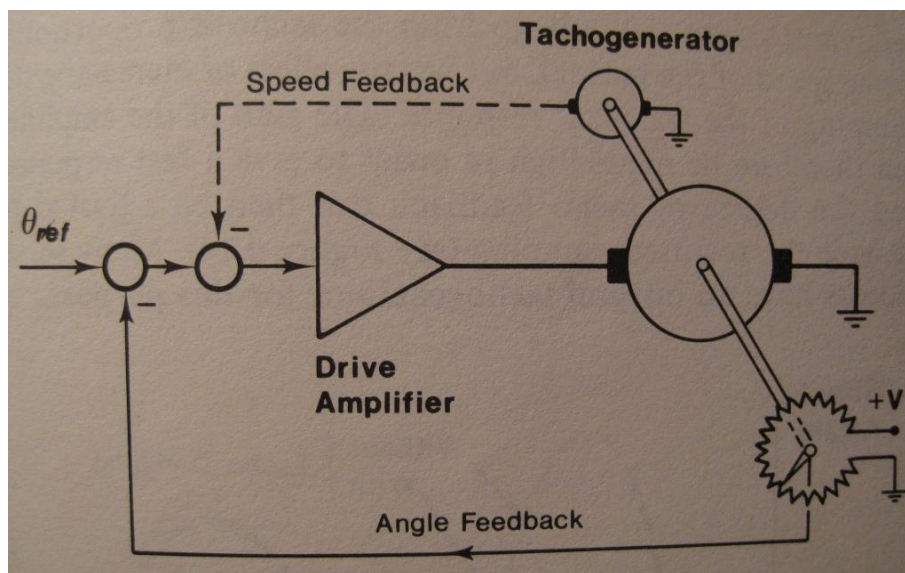 Tachogenerator
Speed Feedback
θref
−
−
Drive
Amplifier
+V
Angle Feedback